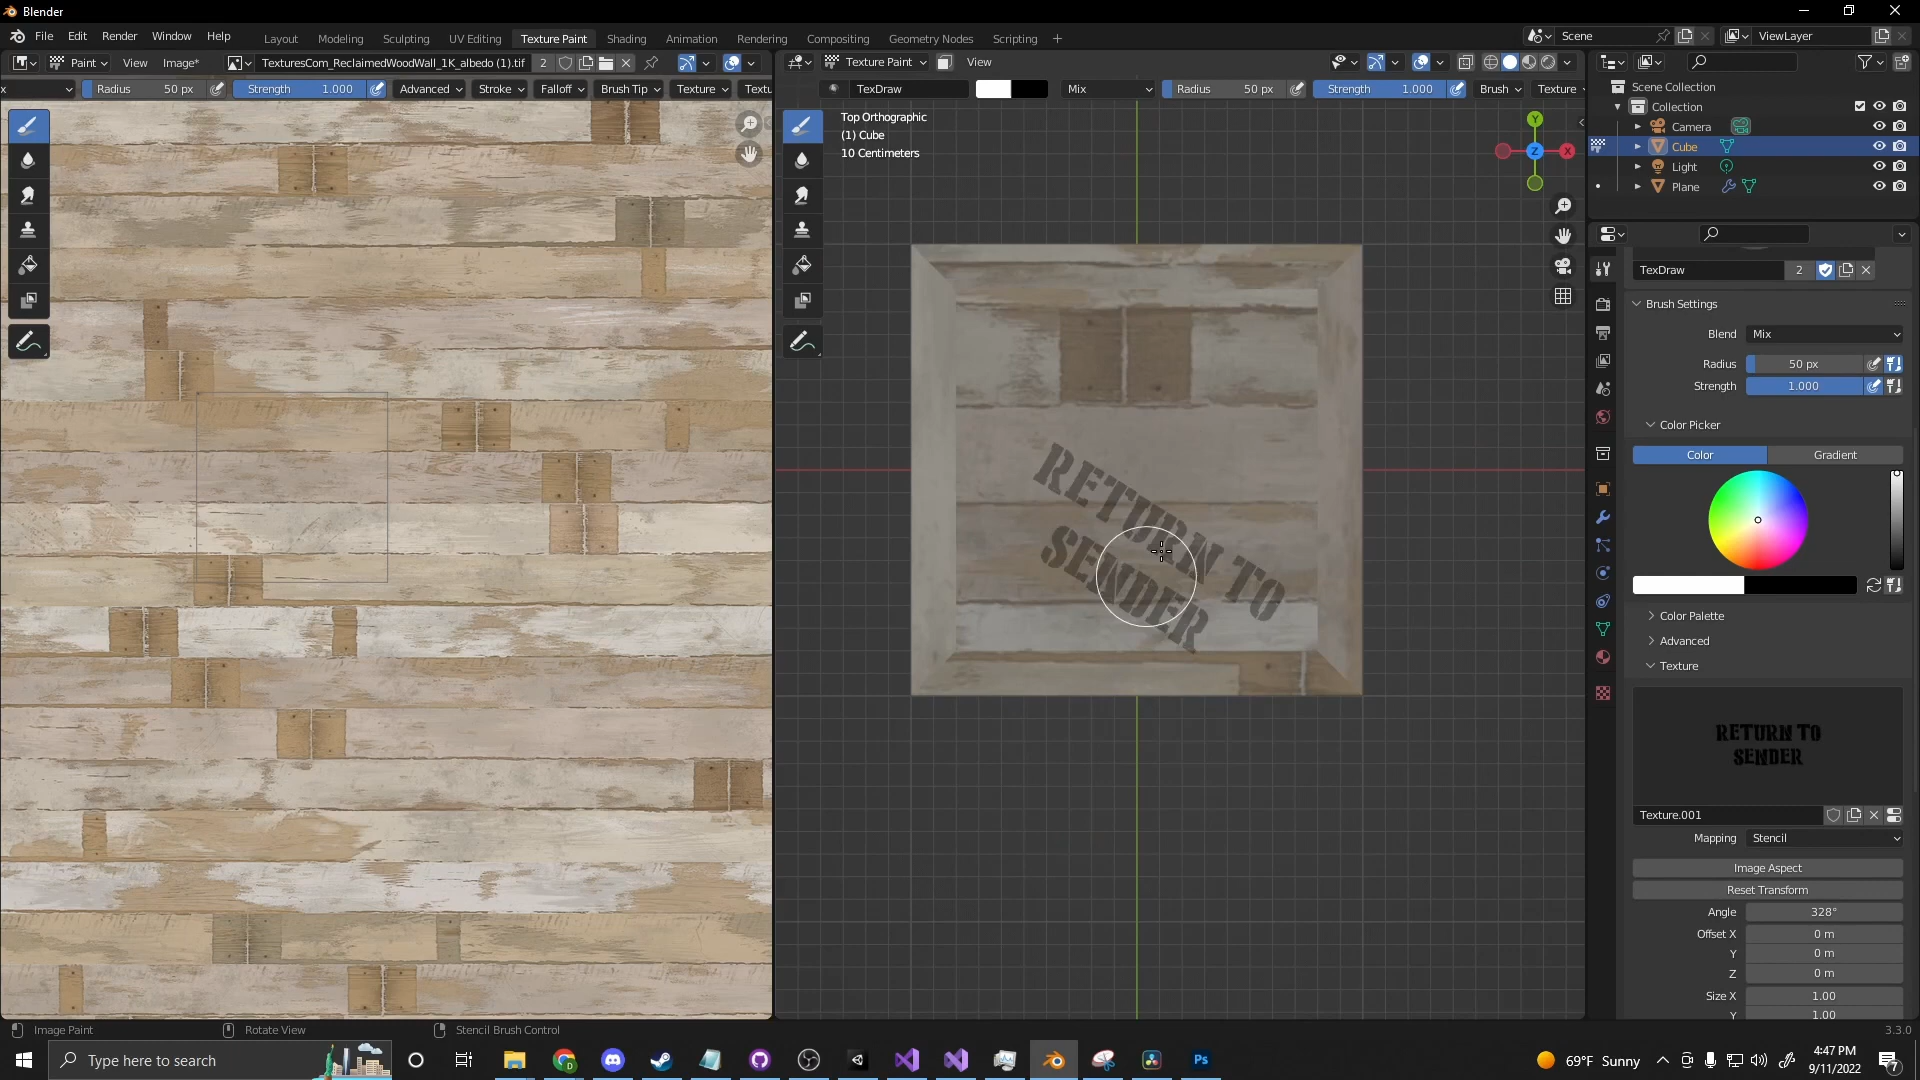 Blender
File Edit Render Window Help
Layout Modeling Sculpting UV Editing Texture Paint Shading Animation Rendering Compositing Geometry Nodes Scripting
Scene
ViewLayer
Paint View Image* TexturesCom_ReclaimedWoodWall_1K_albedo (1).tif 2
Texture Paint View
x Radius 50 px Strength 1.000 Advanced Stroke Falloff Brush Tip Texture Textu
TexDraw Mix Radius 50 px Strength 1.000 Brush Texture
Top Orthographic
(1) Cube
10 Centimeters
Y
Z
X
RETURN TO
SENDER
Scene Collection
Collection
Camera
Cube
Light
Plane
TexDraw 2
Brush Settings
Blend Mix
Radius 50 px
Strength 1.000
Color Picker
Color Gradient
Color Palette
Advanced
Texture
RETURN TO
SENDER
Texture.001
Mapping Stencil
Image Aspect
Reset Transform
Angle 328°
Offset X 0 m
Y 0 m
Z 0 m
Size X 1.00
Y 1.00
Image Paint Rotate View Stencil Brush Control
3.3.0
Type here to search
D
Ps
69°F Sunny
4:47 PM
9/11/2022
7